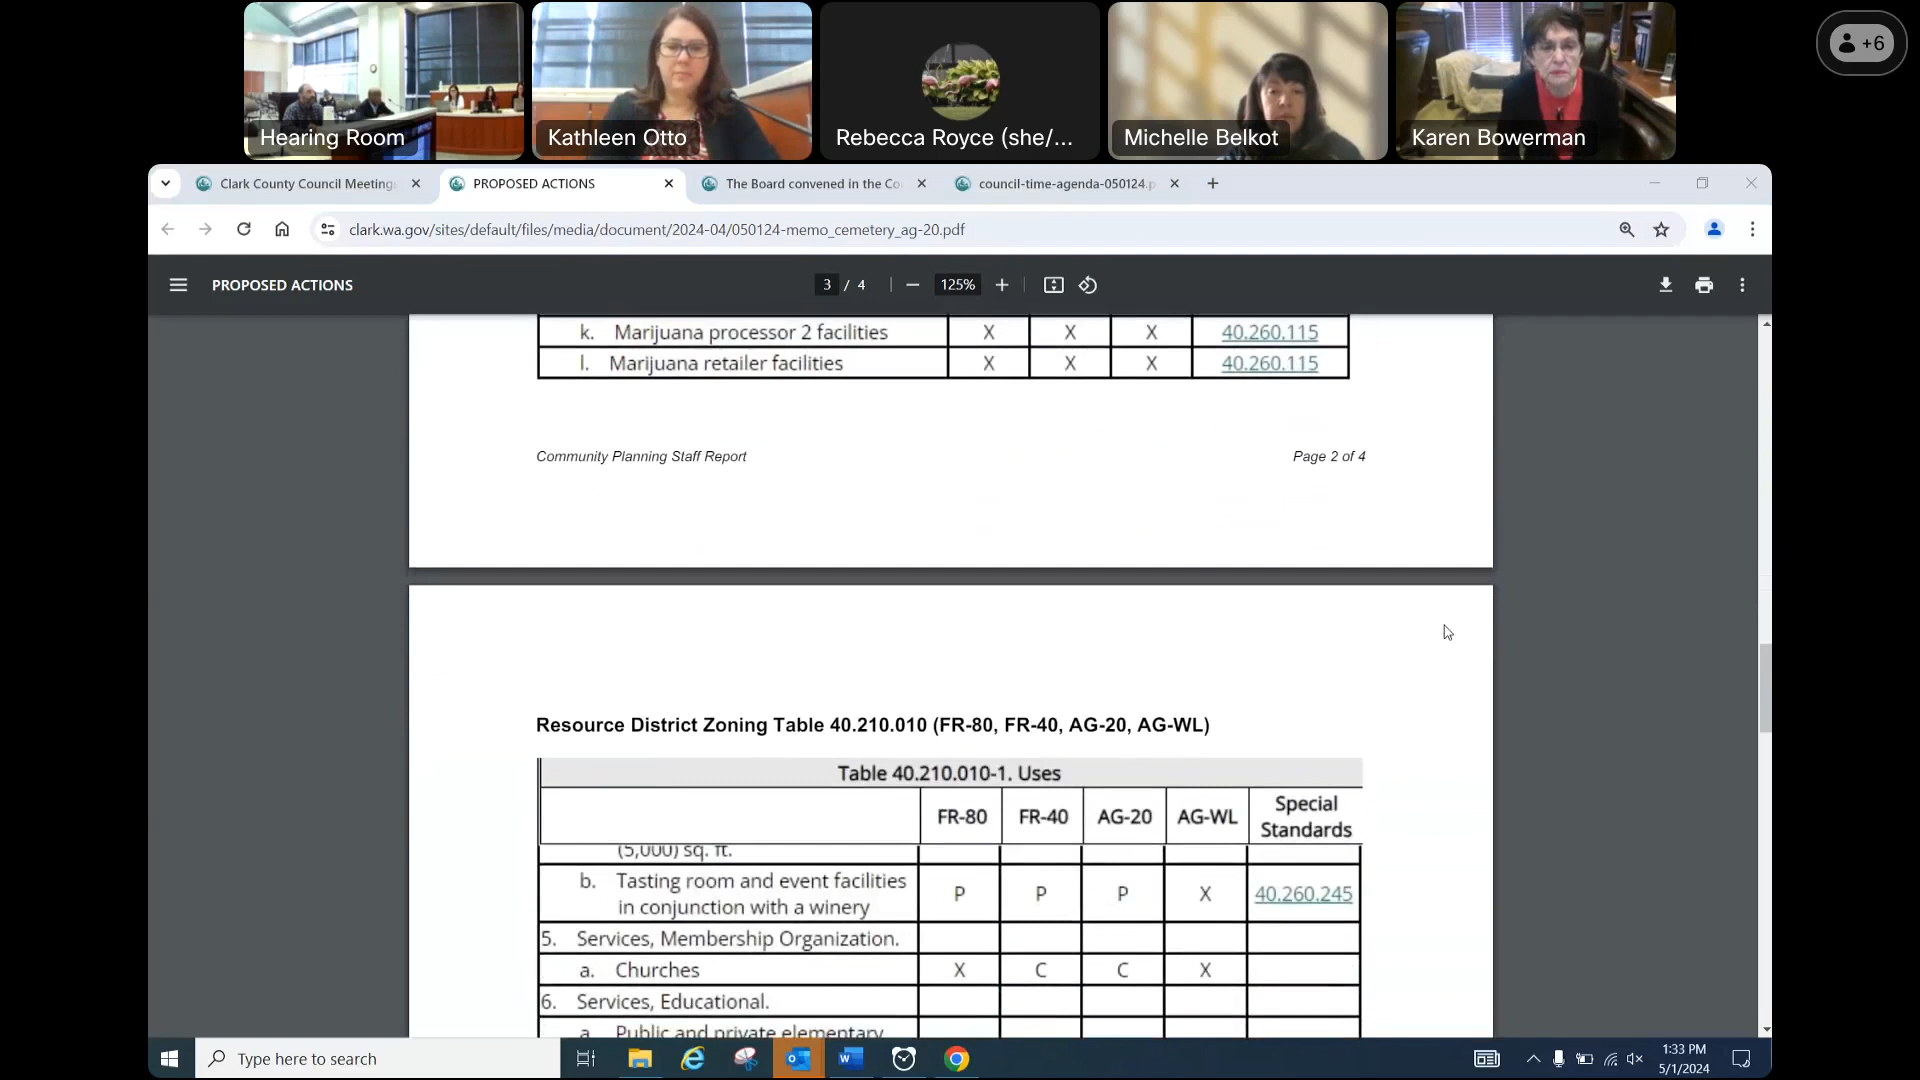 Hearing Room
Kathleen Otto
Rebecca Royce (she/...
Michelle Belkot
Karen Bowerman
+6
Clark County Council Meetings
PROPOSED ACTIONS
The Board convened in the Co
council-time-agenda-050124.p
clark.wa.gov/sites/default/files/media/document/2024-04/050124-memo_cemetery_ag-20.pdf
PROPOSED ACTIONS
3 / 4
125%
k. Marijuana processor 2 facilities X X X 40.260.115
l. Marijuana retailer facilities X X X 40.260.115
Community Planning Staff Report Page 2 of 4
Resource District Zoning Table 40.210.010 (FR-80, FR-40, AG-20, AG-WL)
Table 40.210.010-1. Uses
FR-80 FR-40 AG-20 AG-WL Special Standards
(5,000) sq. ft.
b. Tasting room and event facilities
in conjunction with a winery P P P X 40.260.245
5. Services, Membership Organization.
a. Churches X C C X
6. Services, Educational.
a. Public and private elementary
Type here to search
1:33 PM
5/1/2024